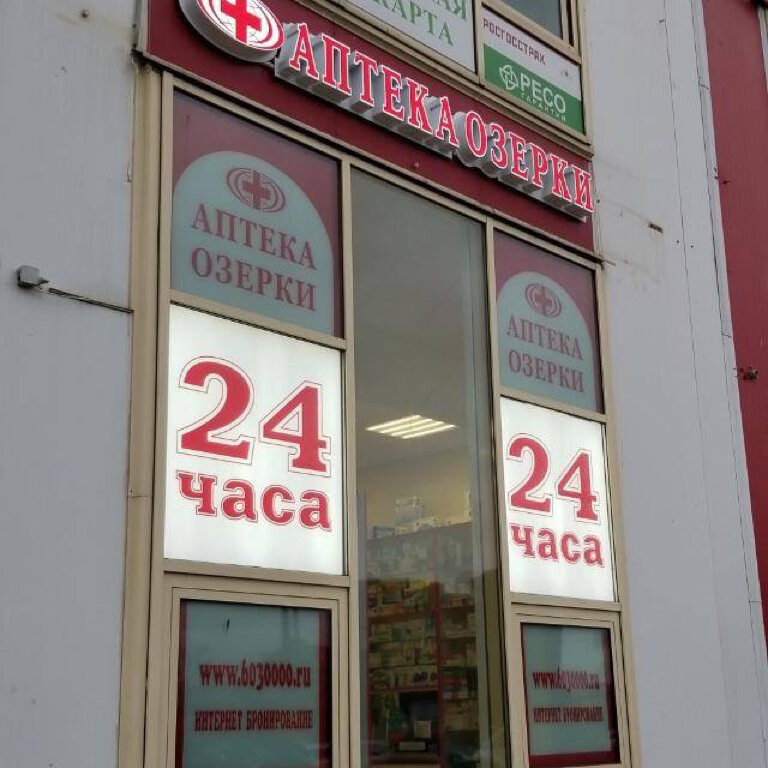 КАРТА
РОСГОССТРАХ
РЕСО
ГАРАНТИЯ
АПТЕКА ОЗЕРКИ
АПТЕКА
ОЗЕРКИ
24
часа
www.6030000.ru
ИНТЕРНЕТ БРОНИРОВАНИЕ
АПТЕКА
ОЗЕРКИ
24
часа
www.6030000.ru
ИНТЕРНЕТ БРОНИРОВАНИЕ